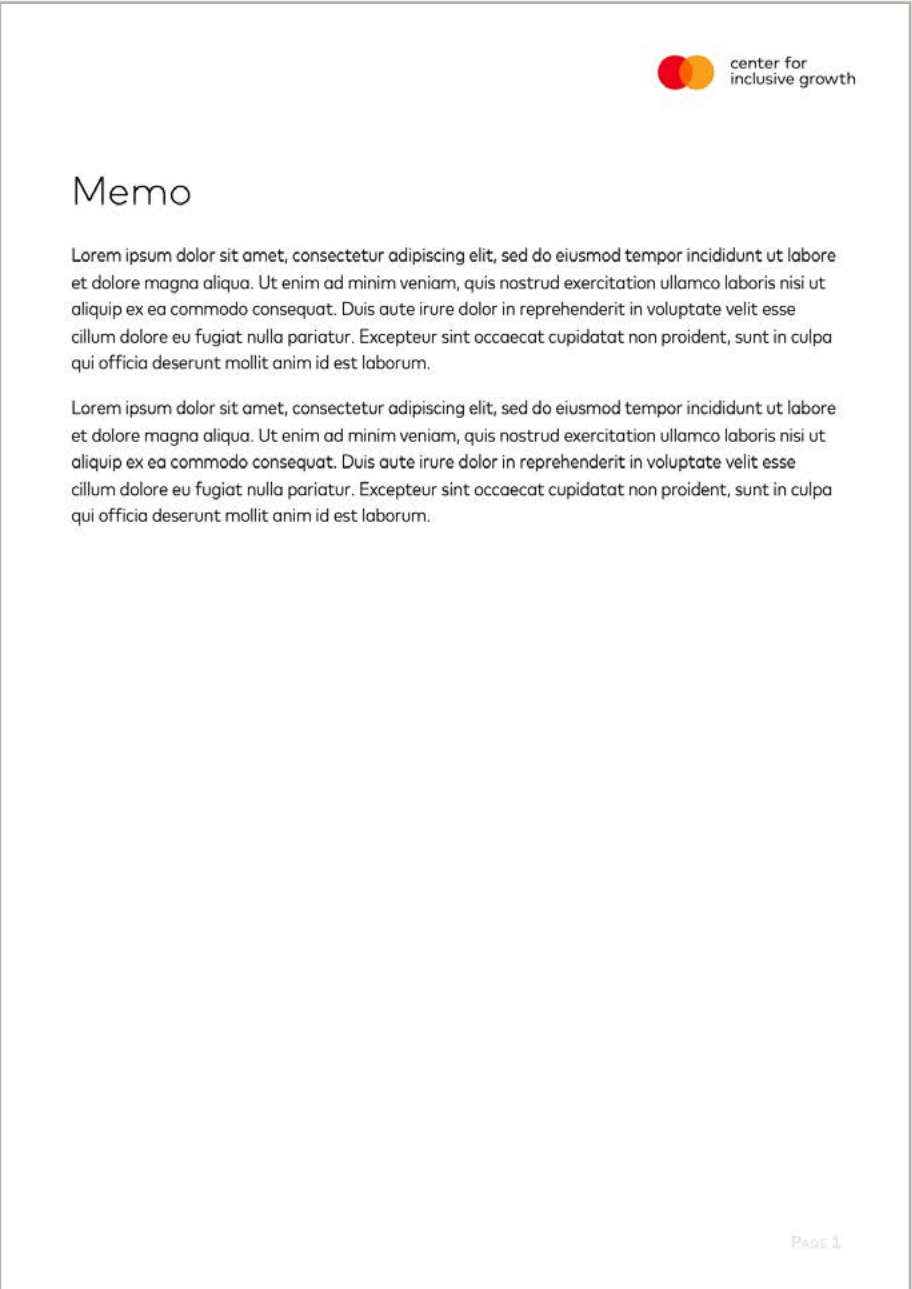 center for
inclusive growth
Memo
Lorem ipsum dolor sit amet, consectetur adipiscing elit, sed do eiusmod tempor incididunt ut labore
et dolore magna aliqua. Ut enim ad minim veniam, quis nostrud exercitation ullamco laboris nisi ut
aliquip ex ea commodo consequat. Duis aute irure dolor in reprehenderit in voluptate velit esse
cillum dolore eu fugiat nulla pariatur. Excepteur sint occaecat cupidatat non proident, sunt in culpa
qui officia deserunt mollit anim id est laborum.
Lorem ipsum dolor sit amet, consectetur adipiscing elit, sed do eiusmod tempor incididunt ut labore
et dolore magna aliqua. Ut enim ad minim veniam, quis nostrud exercitation ullamco laboris nisi ut
aliquip ex ea commodo consequat. Duis aute irure dolor in reprehenderit in voluptate velit esse
cillum dolore eu fugiat nulla pariatur. Excepteur sint occaecat cupidatat non proident, sunt in culpa
qui officia deserunt mollit anim id est laborum.
PAGE 1